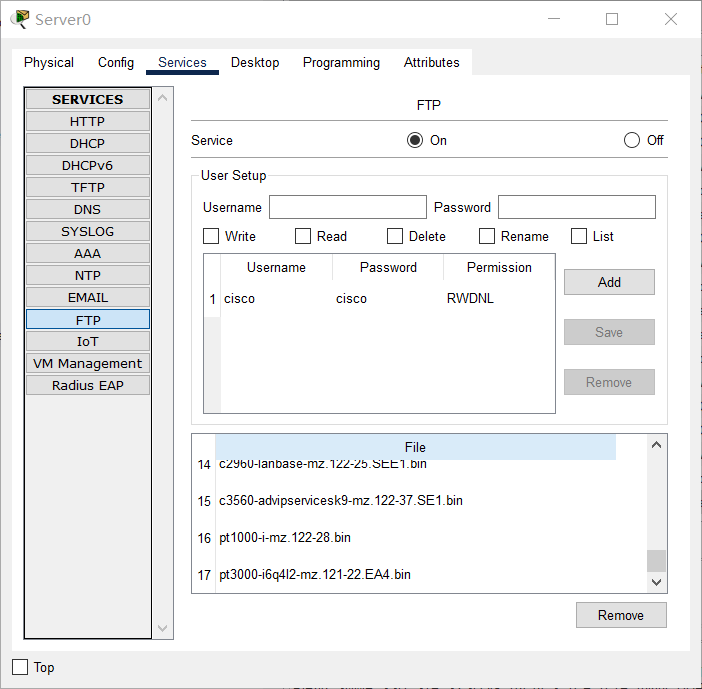 Server0
Physical Config Services Desktop Programming Attributes
SERVICES
HTTP
DHCP
DHCPv6
TFTP
DNS
SYSLOG
AAA
NTP
EMAIL
FTP
IoT
VM Management
Radius EAP
FTP
Service On Off
User Setup
Username Password
Write Read Delete Rename List
Username Password Permission
1 cisco cisco RWDNL
Add
Save
Remove
File
14 c2960-lanbase-mz.122-25.SEE1.bin
15 c3560-advipservicesk9-mz.122-37.SE1.bin
16 pt1000-i-mz.122-28.bin
17 pt3000-i6q4l2-mz.121-22.EA4.bin
Remove
Top